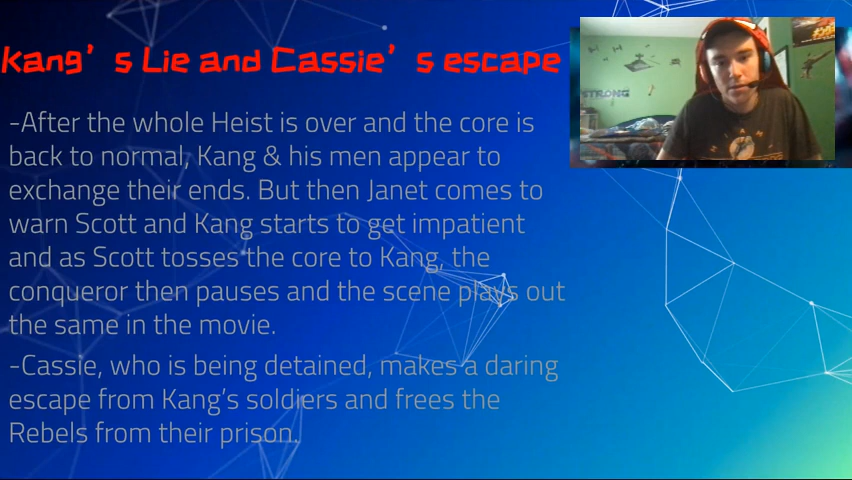 Kang's Lie and Cassie's escape
STRONG
-After the whole Heist is over and the core is
back to normal, Kang & his men appear to
exchange their ends. But then Janet comes to
warn Scott and Kang starts to get impatient
and as Scott tosses the core to Kang, the
conqueror then pauses and the scene plays out
the same in the movie.
-Cassie, who is being detained, makes a daring
escape from Kang's soldiers and frees the
Rebels from their prison.